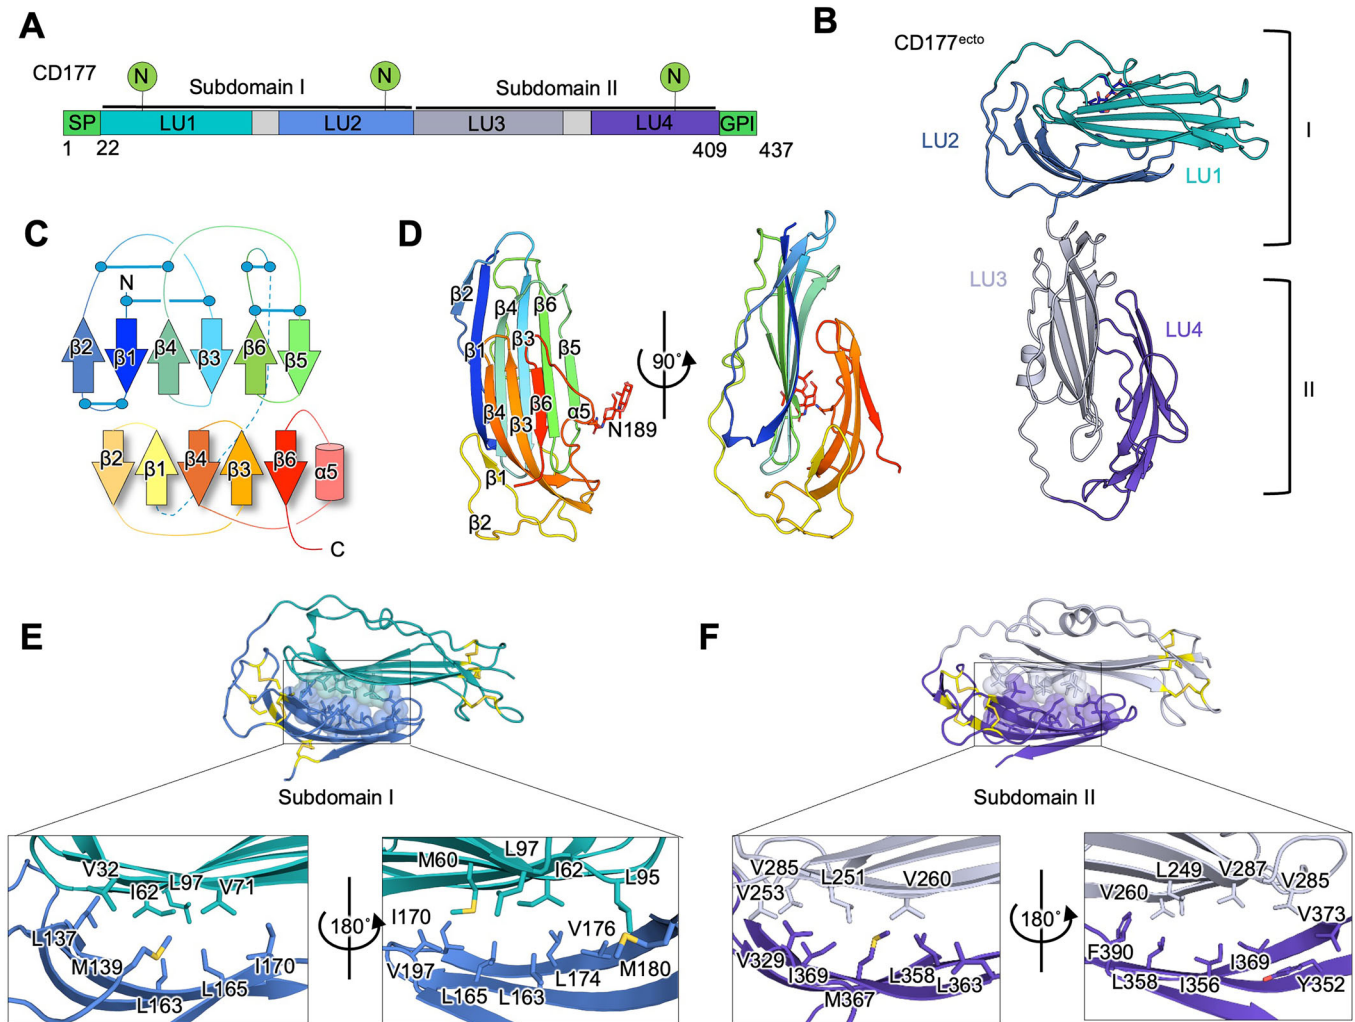 A
CD177
N
N
N
Subdomain I
Subdomain II
SP
LU1
LU2
LU3
LU4
GPI
1
22
409
437
B
CD177ecto
LU2
LU1
I
LU3
LU4
II
C
N
β2
β1
β4
β3
β6
β5
β2
β1
β4
β3
β6
α5
C
D
β2
β4
β6
β1
β3
β5
β4
β3
β6
α5
N189
β1
β2
90°
E
Subdomain I
V32
I62
L97
V71
L137
M139
L163
L165
I170
180°
M60
L97
I62
L95
I170
V176
V197
L165
L163
L174
M180
F
Subdomain II
V285
V253
L251
V260
V329
I369
M367
L358
L363
180°
L249
V287
V260
V285
V373
F390
L358
I356
I369
Y352